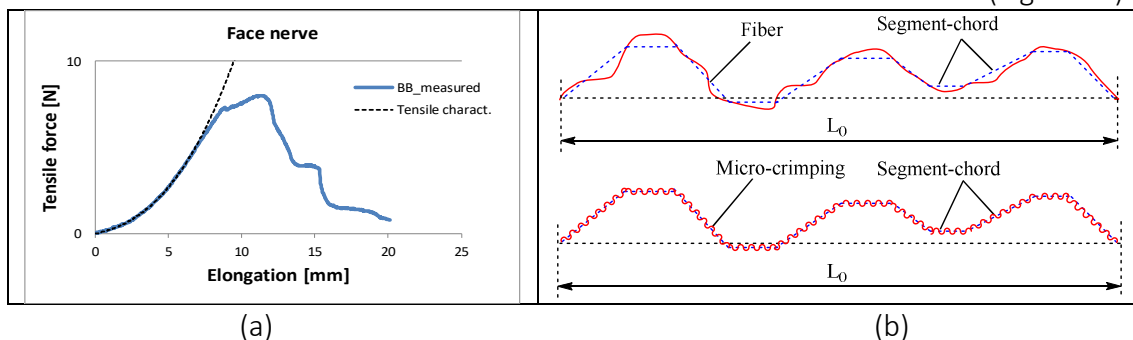 Face nerve
10
0
Tensile force [N]
BB_measured
Tensile charact.
0 5 10 15 20 25
Elongation [mm]
(a)
Fiber
Segment-chord
L0
Micro-crimping
Segment-chord
L0
(b)